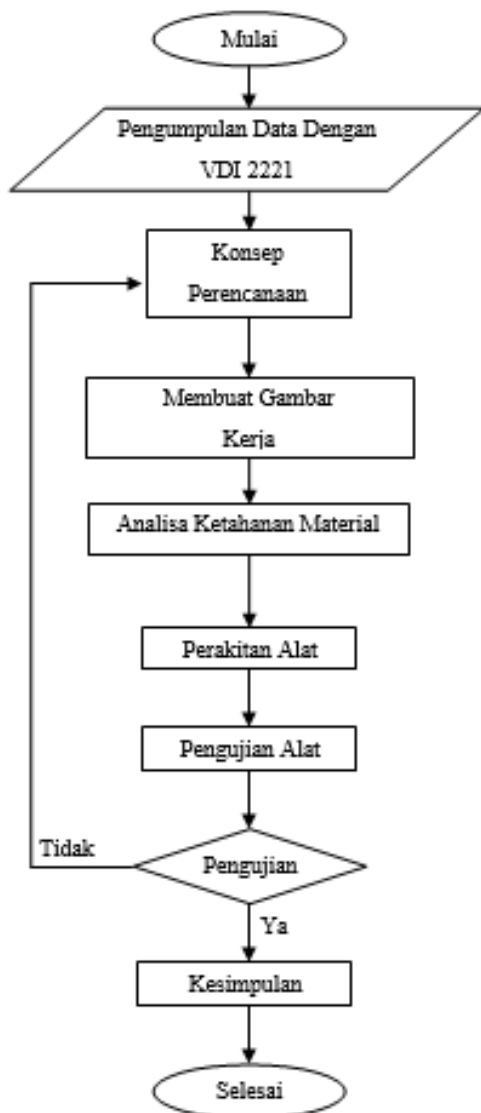 Mulai
Pengumpulan Data Dengan
VDI 2221
Konsep
Perencanaan
Membuat Gambar
Kerja
Analisa Ketahanan Material
Perakitan Alat
Pengujian Alat
Tidak
Pengujian
Ya
Kesimpulan
Selesai